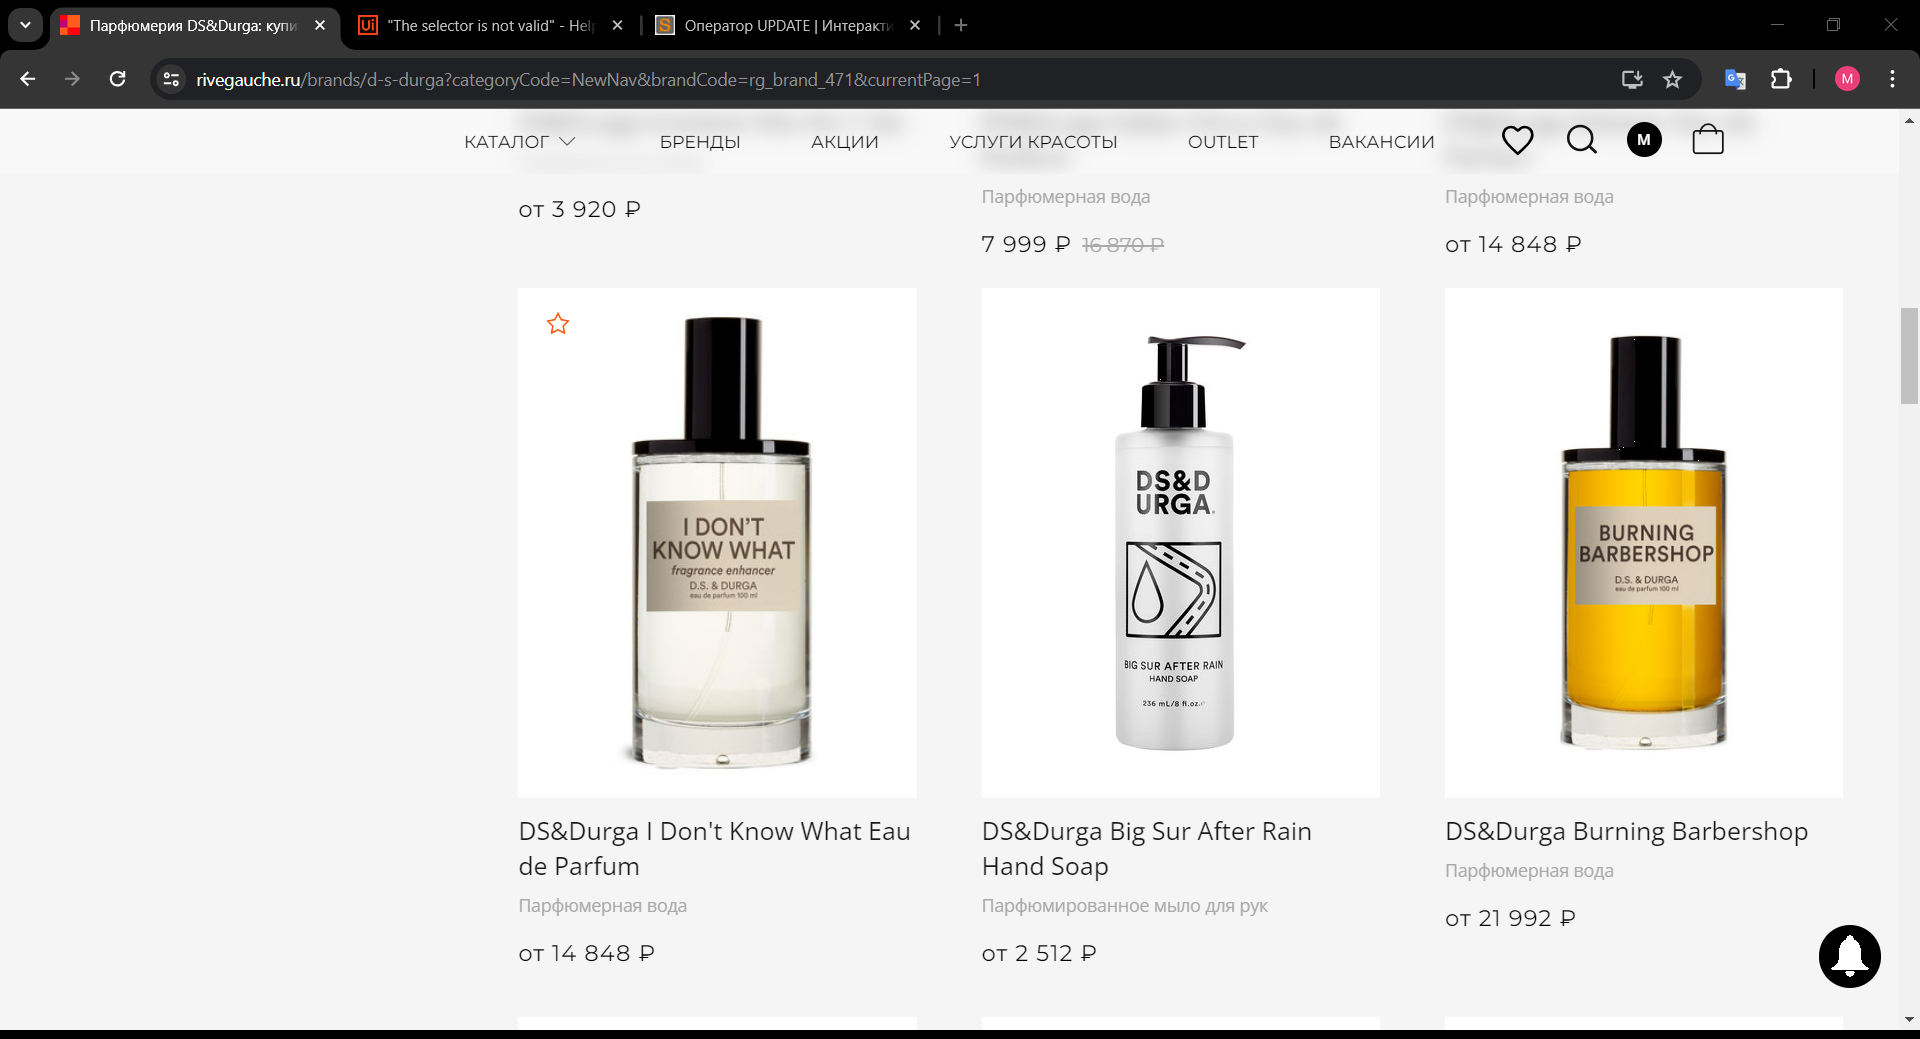 Парфюмерия DS&Durga: купи
"The selector is not valid" - Help
Оператор UPDATE | Интеракти
rivegauche.ru/brands/d-s-durga?categoryCode=NewNav&brandCode=rg_brand_471&currentPage=1
M
КАТАЛОГ
БРЕНДЫ
АКЦИИ
УСЛУГИ КРАСОТЫ
OUTLET
ВАКАНСИИ
M
от 3 920 ₽
Парфюмерная вода
7 999 ₽ 16 870 ₽
Парфюмерная вода
от 14 848 ₽
I DON'T
KNOW WHAT
fragrance enhancer
D.S. & DURGA
eau de parfum 100 ml
DS&D
URGA.
BIG SUR AFTER RAIN
HAND SOAP
236 mL/8 fl.oz.
BURNING
BARBERSHOP
D.S. & DURGA
eau de parfum 100 ml
DS&Durga I Don't Know What Eau
de Parfum
Парфюмерная вода
от 14 848 ₽
DS&Durga Big Sur After Rain
Hand Soap
Парфюмированное мыло для рук
от 2 512 ₽
DS&Durga Burning Barbershop
Парфюмерная вода
от 21 992 ₽